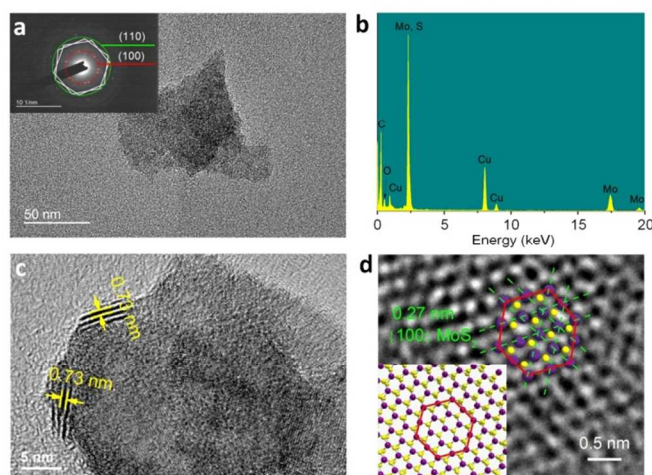 a
(110)
(100)
10 1/nm
50 nm
b
Mo, S
C
O
Cu
Cu
Cu
Mo
Mo
0
5
10
15
20
Energy (keV)
c
0.73 nm
0.73 nm
5 nm
d
0.27 nm
(100) MoS
0.5 nm